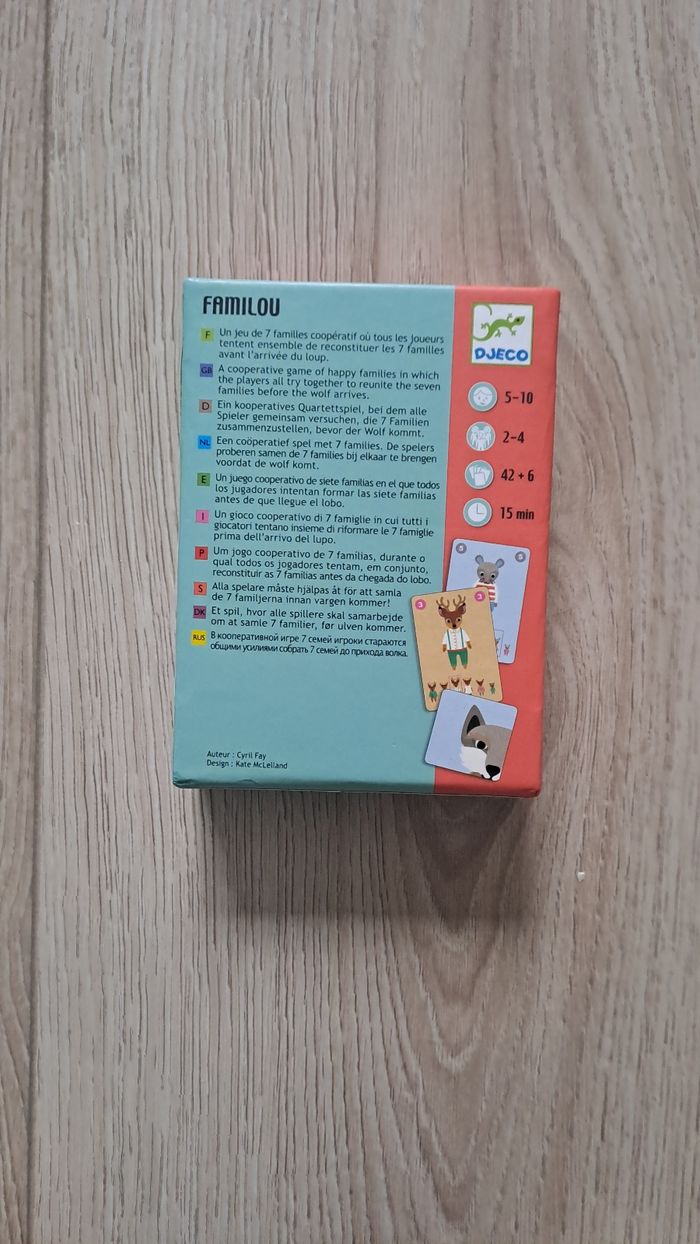 FAMILOU
F Un jeu de 7 familles coopératif où tous les joueurs
tentent ensemble de reconstituer les 7 familles
avant l'arrivée du loup.
GB A cooperative game of happy families in which
the players all try together to reunite the seven
families before the wolf arrives.
D Ein kooperatives Quartettspiel, bei dem alle
Spieler gemeinsam versuchen, die 7 Familien
zusammenzustellen, bevor der Wolf kommt.
NL Een coöperatief spel met 7 families. De spelers
proberen samen de 7 families bij elkaar te brengen
voordat de wolf komt.
E Un juego cooperativo de siete familias en el que todos
los jugadores intentan formar las siete familias
antes de que llegue el lobo.
I Un gioco cooperativo di 7 famiglie in cui tutti i
giocatori tentano insieme di riformare le 7 famiglie
prima dell'arrivo del lupo.
P Um jogo cooperativo de 7 familias, durante o
qual todos os jogadores tentam, em conjunto,
reconstituir as 7 familias antes da chegada do lobo.
S Alla spelare måste hjälpas åt för att samla
de 7 familjerna innan vargen kommer!
DK Et spil, hvor alle spillere skal samarbejde
om at samle 7 familier, før ulven kommer.
RUS В кооперативной игре 7 семей игроки стараются
общими усилиями собрать 7 семей до прихода волка.
Auteur : Cyril Fay
Design : Kate McLelland
DJECO
5-10
2-4
42 + 6
15 min
5 5
3 3